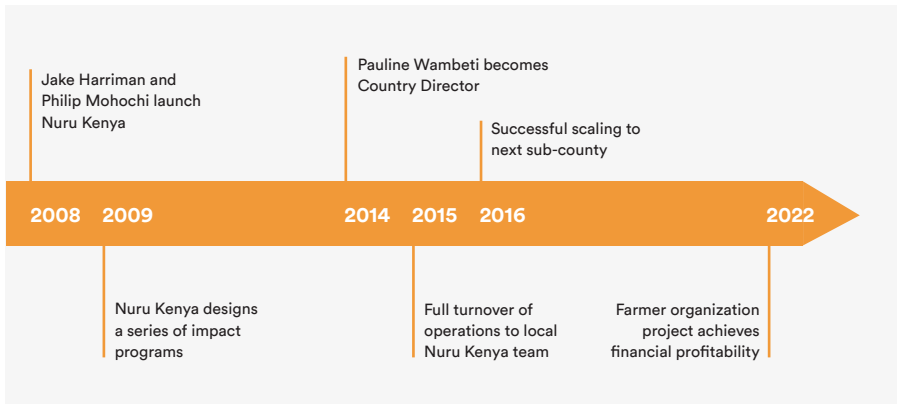 Jake Harriman and
Philip Mohochi launch
Nuru Kenya
Pauline Wambeti becomes
Country Director
Successful scaling to
next sub-county
2008 2009 2014 2015 2016 2022
Nuru Kenya designs
a series of impact
programs
Full turnover of
operations to local
Nuru Kenya team
Farmer organization
project achieves
financial profitability